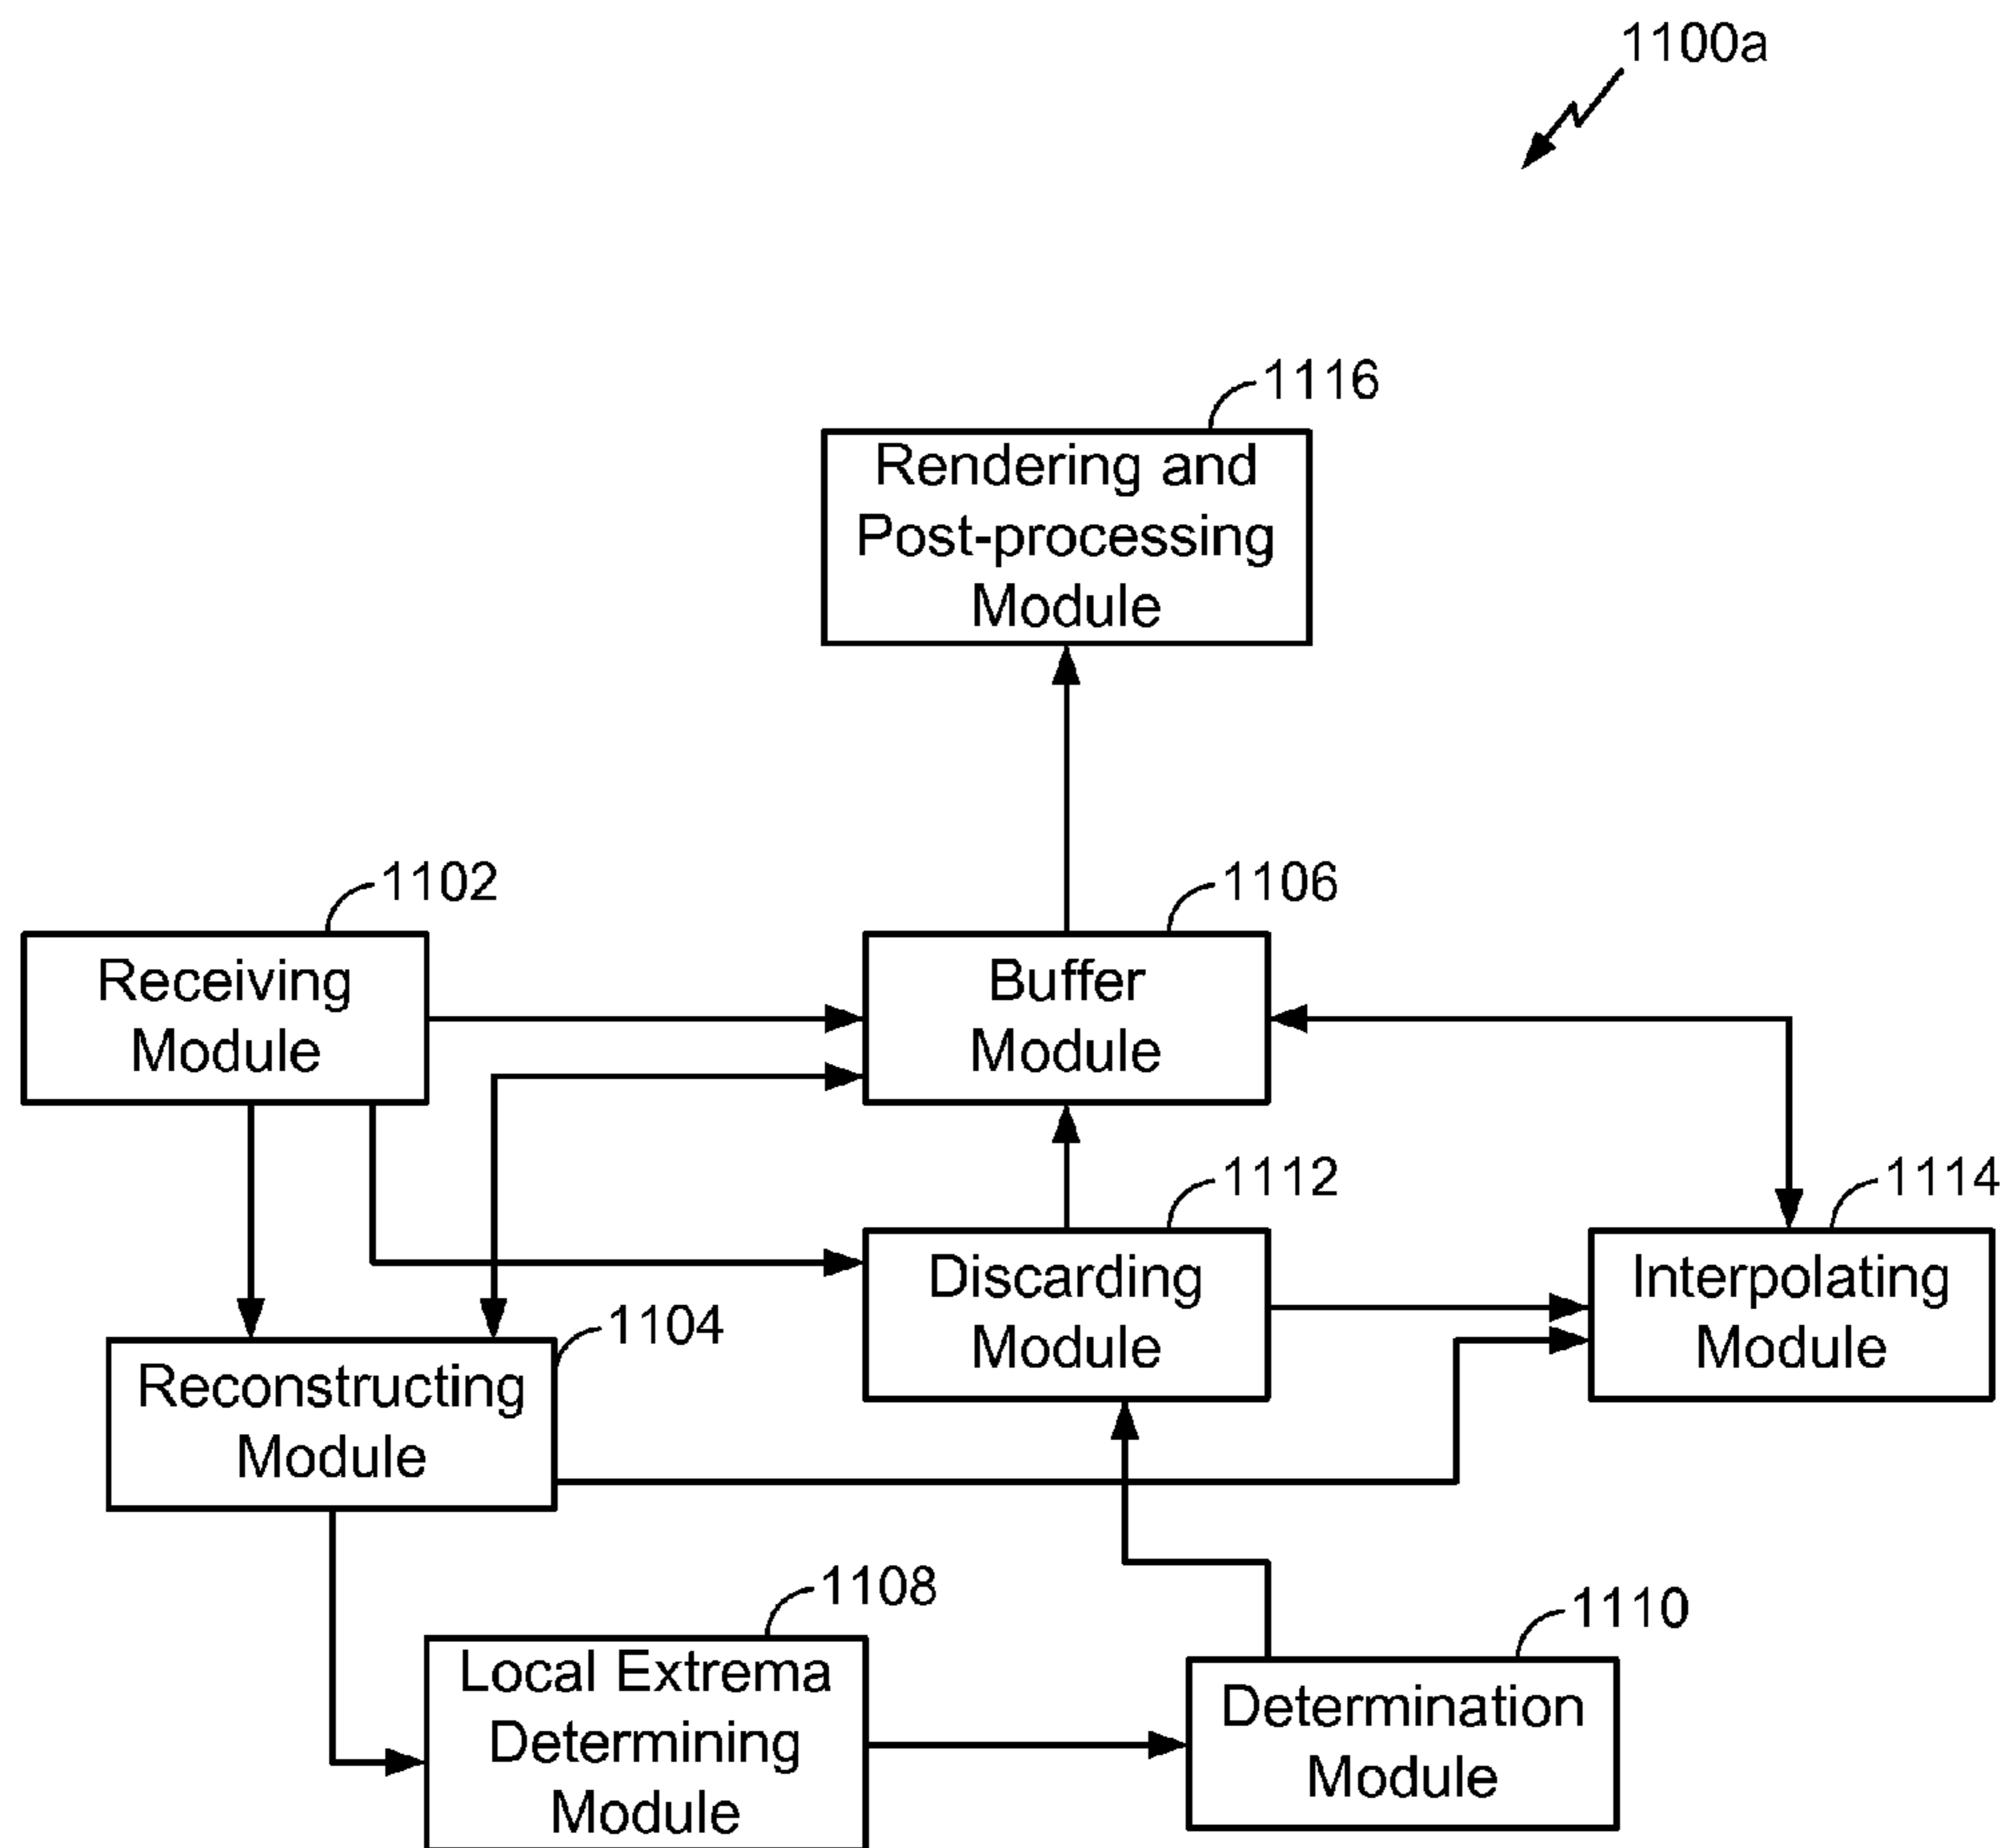 1100a
1116
Rendering and
Post-processing
Module
1102
Receiving
Module
1106
Buffer
Module
1112
Discarding
Module
1114
Interpolating
Module
1104
Reconstructing
Module
1108
Local Extrema
Determining
Module
1110
Determination
Module